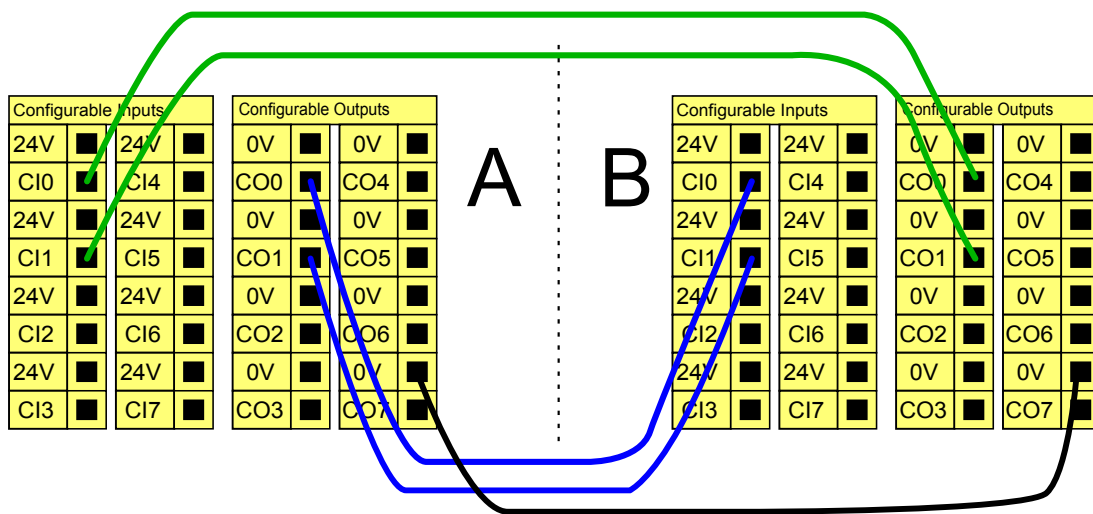 Configurable Inputs
24V 24V
CI0 CI4
24V 24V
CI1 CI5
24V 24V
CI2 CI6
24V 24V
CI3 CI7
Configurable Outputs
0V 0V
CO0 CO4
0V 0V
CO1 CO5
0V 0V
CO2 CO6
0V 0V
CO3 CO7
A
B
Configurable Inputs
24V 24V
CI0 CI4
24V 24V
CI1 CI5
24V 24V
CI2 CI6
24V 24V
CI3 CI7
Configurable Outputs
0V 0V
CO0 CO4
0V 0V
CO1 CO5
0V 0V
CO2 CO6
0V 0V
CO3 CO7